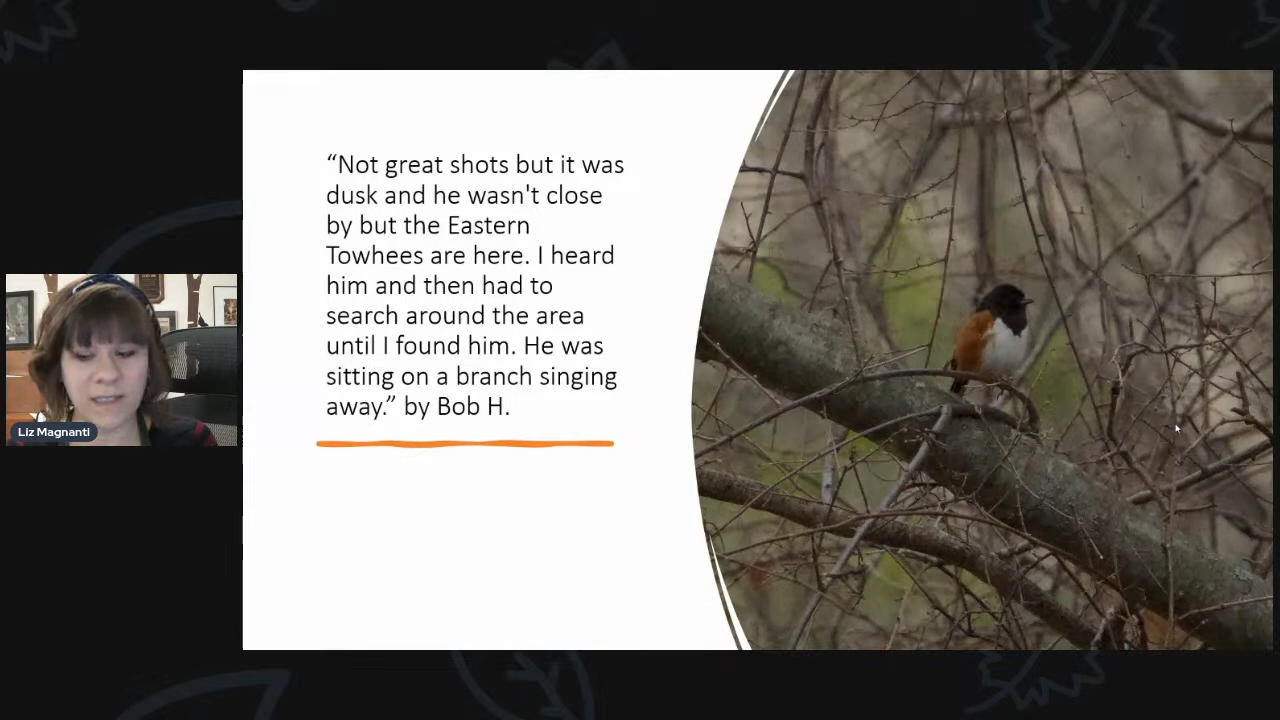 “Not great shots but it was
dusk and he wasn't close
by but the Eastern
Towhees are here. I heard
him and then had to
search around the area
until I found him. He was
sitting on a branch singing
away.” by Bob H.
Liz Magnanti